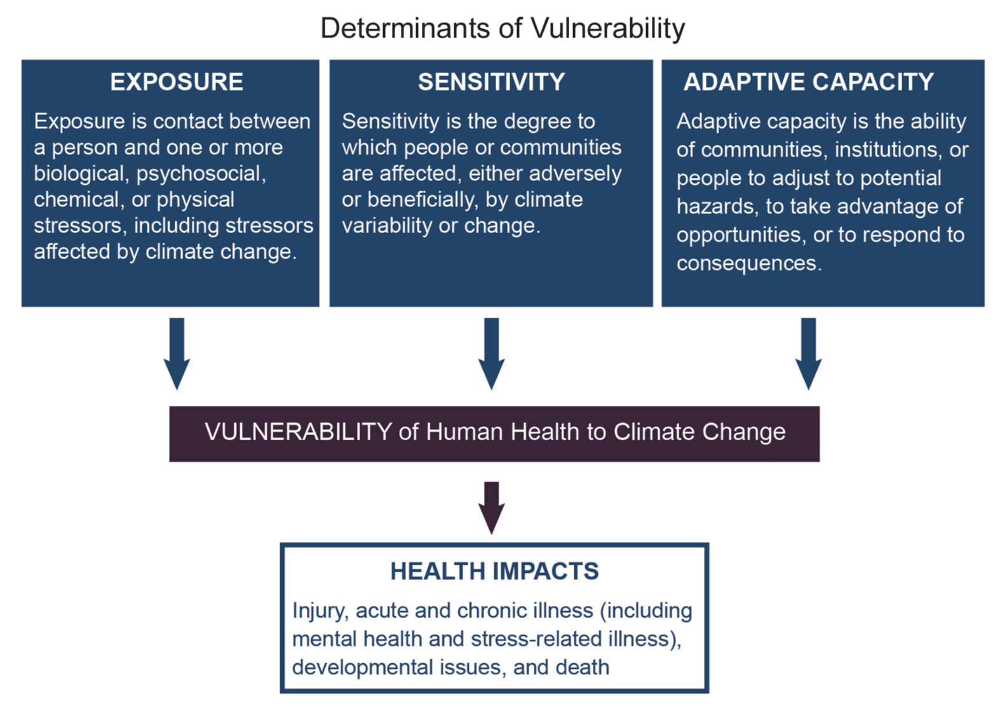 Determinants of Vulnerability
EXPOSURE
Exposure is contact between
a person and one or more
biological, psychosocial,
chemical, or physical
stressors, including stressors
affected by climate change.
SENSITIVITY
Sensitivity is the degree to
which people or communities
are affected, either adversely
or beneficially, by climate
variability or change.
ADAPTIVE CAPACITY
Adaptive capacity is the ability
of communities, institutions, or
people to adjust to potential
hazards, to take advantage of
opportunities, or to respond to
consequences.
VULNERABILITY of Human Health to Climate Change
HEALTH IMPACTS
Injury, acute and chronic illness (including
mental health and stress-related illness),
developmental issues, and death